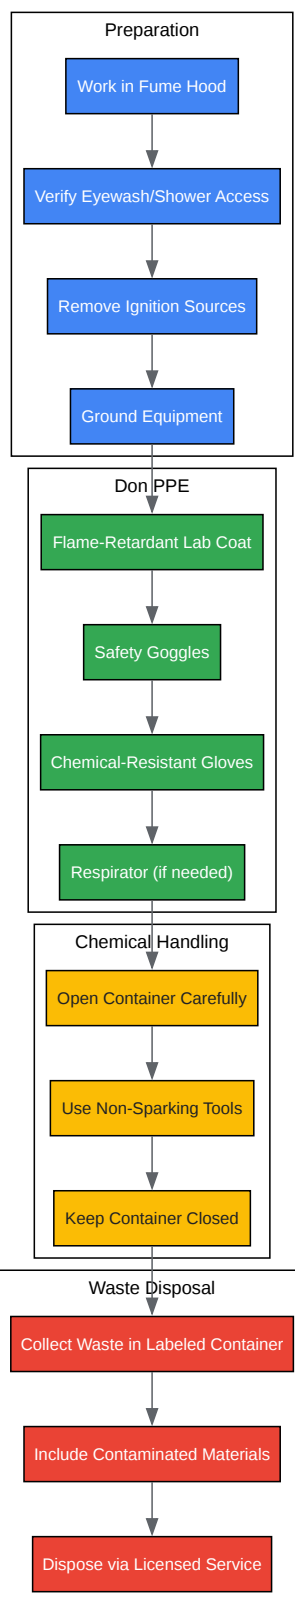 Preparation
Work in Fume Hood
Verify Eyewash/Shower Access
Remove Ignition Sources
Ground Equipment
Don PPE
Flame-Retardant Lab Coat
Safety Goggles
Chemical-Resistant Gloves
Respirator (if needed)
Chemical Handling
Open Container Carefully
Use Non-Sparking Tools
Keep Container Closed
Waste Disposal
Collect Waste in Labeled Container
Include Contaminated Materials
Dispose via Licensed Service